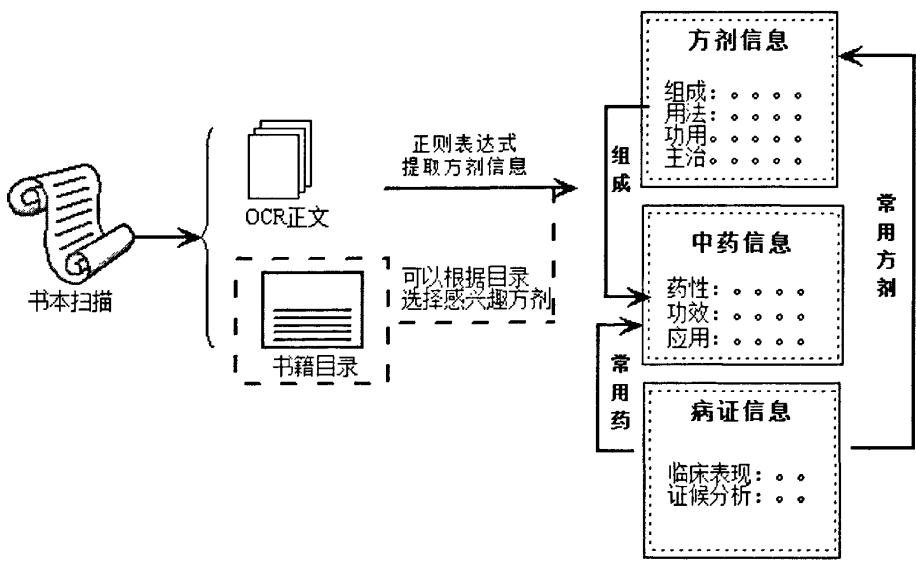 书本扫描
OCR正文
书籍目录
正则表达式
提取方剂信息
可以根据目录
选择感兴趣方剂
方剂信息
组成：。。。。
用法：。。。。
功用：。。。。
主治。。。。。
组成
中药信息
药性：。。。。
功效：。。。。
应用：。。。。
常用药
病证信息
临床表现：。。
证候分析：。。
常用方剂